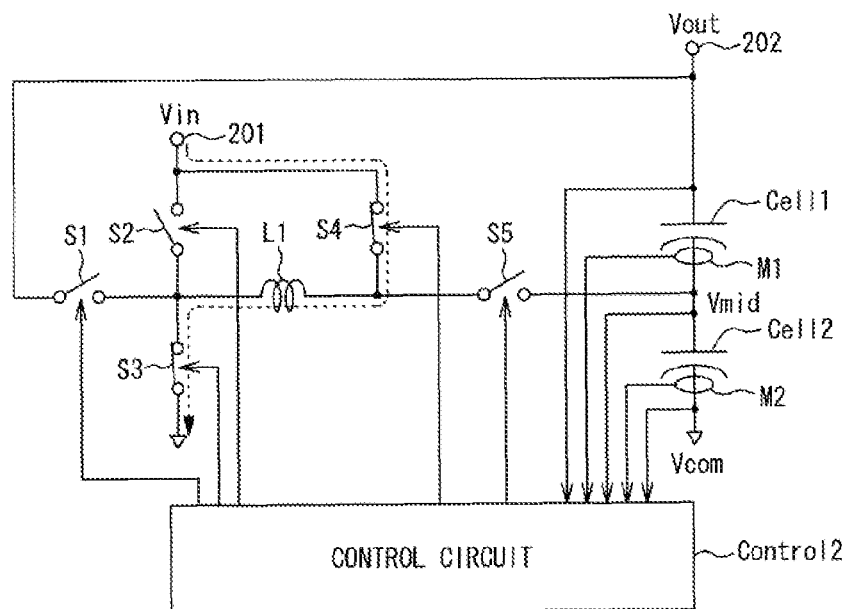 Vout
202
Vin
201
Cell1
S1
S2
L1
S4
S5
M1
Vmid
Cell2
S3
M2
Vcom
CONTROL CIRCUIT
Control2